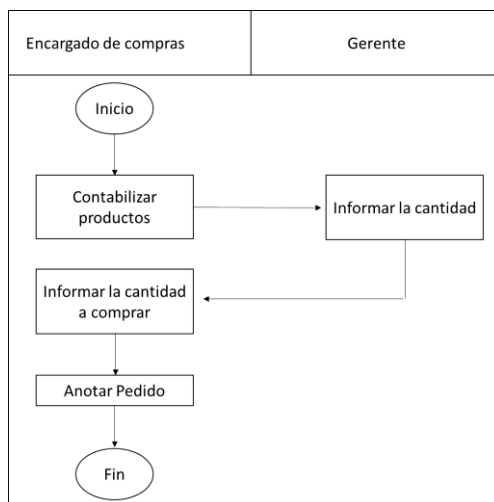 Encargado de compras
Gerente
Inicio
Contabilizar
productos
Informar la cantidad
Informar la cantidad
a comprar
Anotar Pedido
Fin